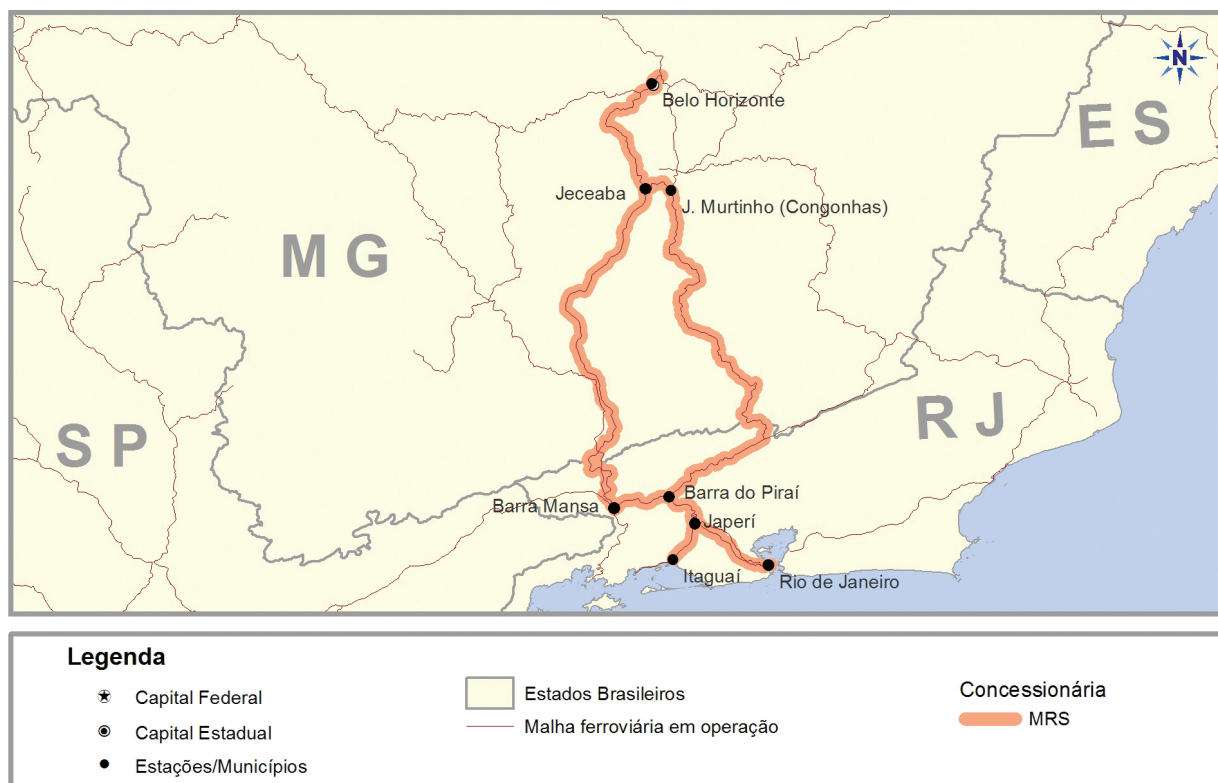 N
Belo Horizonte
E S
Jeceaba
J. Murtinho (Congonhas)
M G
R J
S P
Barra do Piraí
Barra Mansa
Japerí
Itaguaí
Rio de Janeiro
Legenda
Capital Federal
Capital Estadual
Estações/Municípios
Estados Brasileiros
Malha ferroviária em operação
Concessionária
MRS